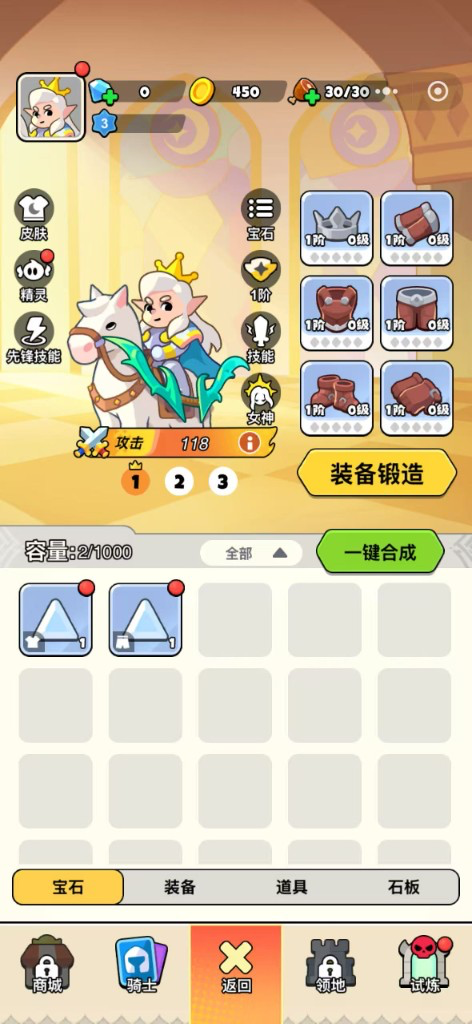 0
450
30/30
3
皮肤
精灵
先锋技能
宝石
1阶
技能
女神
1阶 0级
1阶 0级
1阶 0级
1阶 0级
1阶 0级
1阶 0级
攻击 118
1 2 3
装备锻造
容量:2/1000
全部
一键合成
1
1
宝石 装备 道具 石板
商城 骑士 返回 领地 试炼